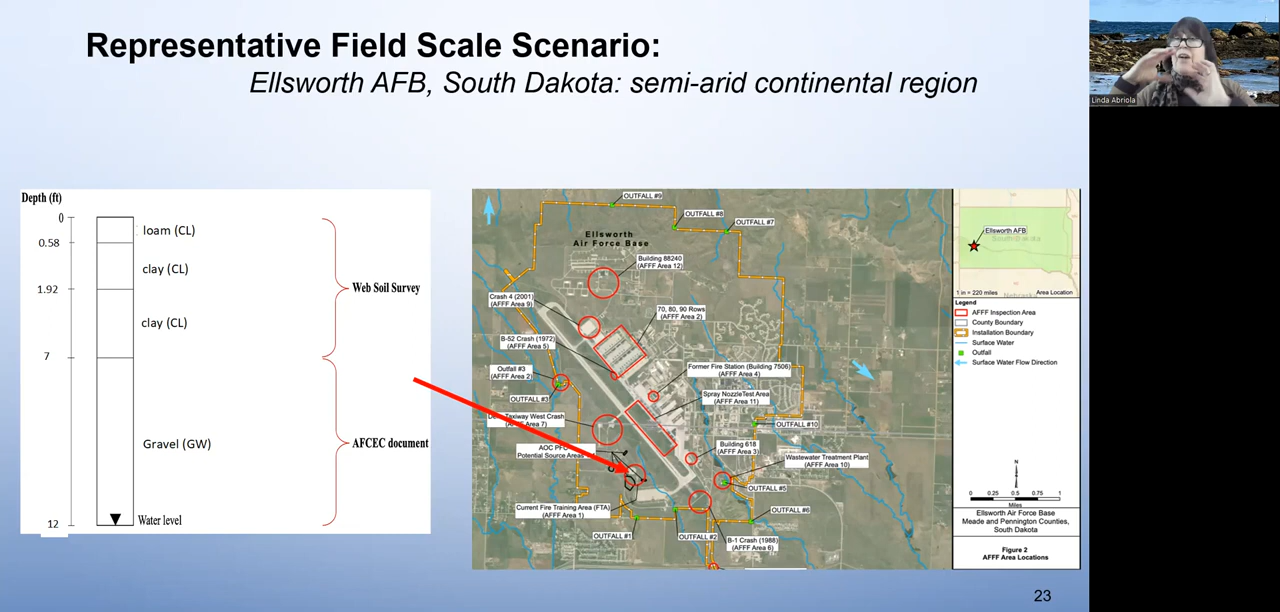 Representative Field Scale Scenario:
Ellsworth AFB, South Dakota: semi-arid continental region
Linda Abriola
Depth (ft)
0
0.58
1.92
7
12
loam (CL)
clay (CL)
clay (CL)
Gravel (GW)
Water level
Web Soil Survey
AFCEC document
OUTFALL #9
OUTFALL #8
OUTFALL #7
Ellsworth
Air Force Base
Building 88240
(AFFF Area 12)
Crash 4 (2001)
(AFFF Area 9)
70, 80, 90 Rows
(AFFF Area 2)
B-52 Crash (1972)
(AFFF Area 5)
Outfall #3
(AFFF Area 2)
OUTFALL #3
Former Fire Station (Building 7506)
(AFFF Area 4)
Spray NozzleTest Area
(AFFF Area 11)
Taxiway West Crash
Area 7)
OUTFALL #10
AOC
Potential Source Areas
Building 618
(AFFF Area 3)
Wastewater Treatment Plant
(AFFF Area 10)
OUTFALL #5
Current Fire Training Area (FTA)
(AFFF Area 1)
OUTFALL #6
OUTFALL #1
OUTFALL #2
B-1 Crash (1988)
(AFFF Area 6)
Ellsworth AFB
South Dakota
Nebraska
1 in = 220 miles
Area Location
Legend
AFFF Inspection Area
County Boundary
Installation Boundary
Surface Water
Outfall
Surface Water Flow Direction
N
0 0.25 0.5 0.75 1
Miles
Ellsworth Air Force Base
Meade and Pennington Counties,
South Dakota
Figure 2
AFFF Area Locations
23